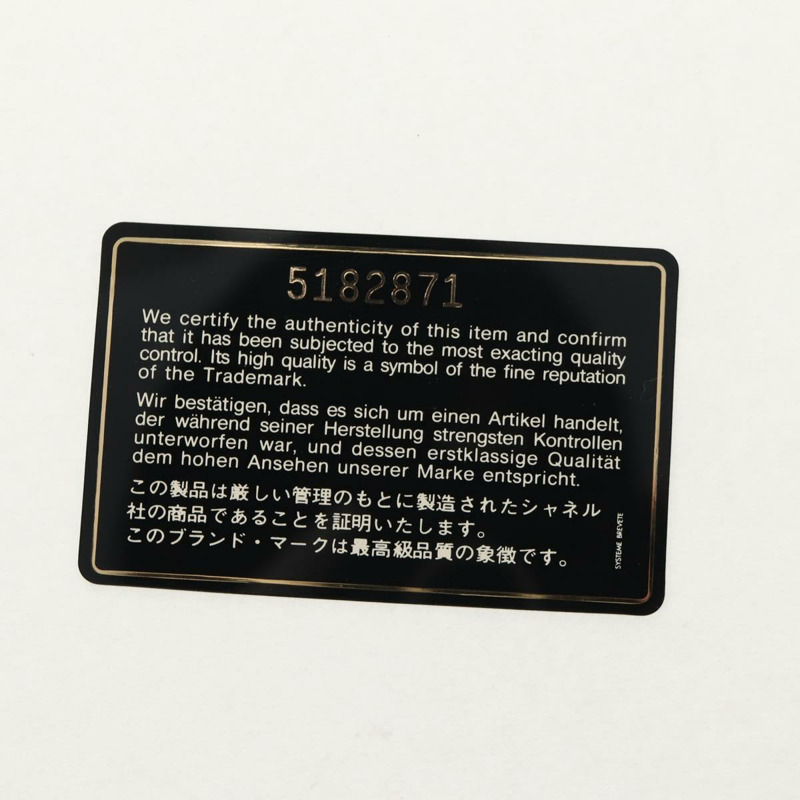 5182871
We certify the authenticity of this item and confirm
that it has been subjected to the most exacting quality
control. Its high quality is a symbol of the fine reputation
of the Trademark.
Wir bestätigen, dass es sich um einen Artikel handelt,
der während seiner Herstellung strengsten Kontrollen
unterworfen war, und dessen erstklassige Qualität
dem hohen Ansehen unserer Marke entspricht.
この製品は厳しい管理のもとに製造されたシャネル
社の商品であることを証明いたします。
このブランド・マークは最高級品質の象徴です。
SYSTEME BREVETE